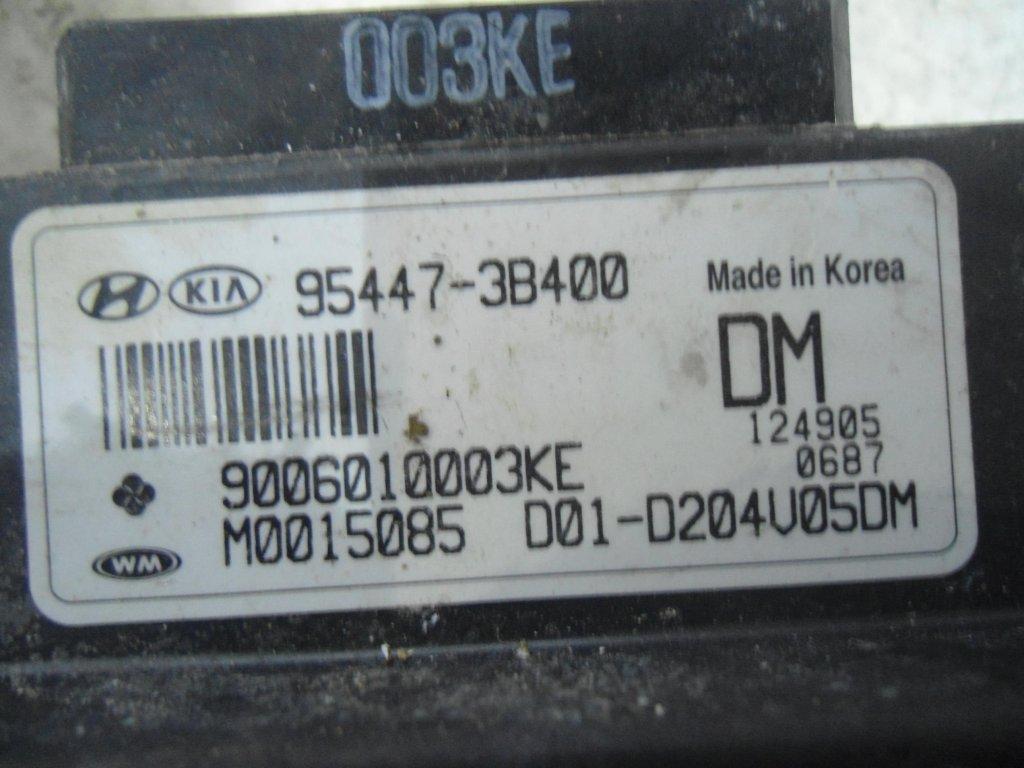 003KE
KIA 95447-3B400 Made in Korea
DM
124905
0687
9006010003KE
M0015085 D01-D204V05DM
WM